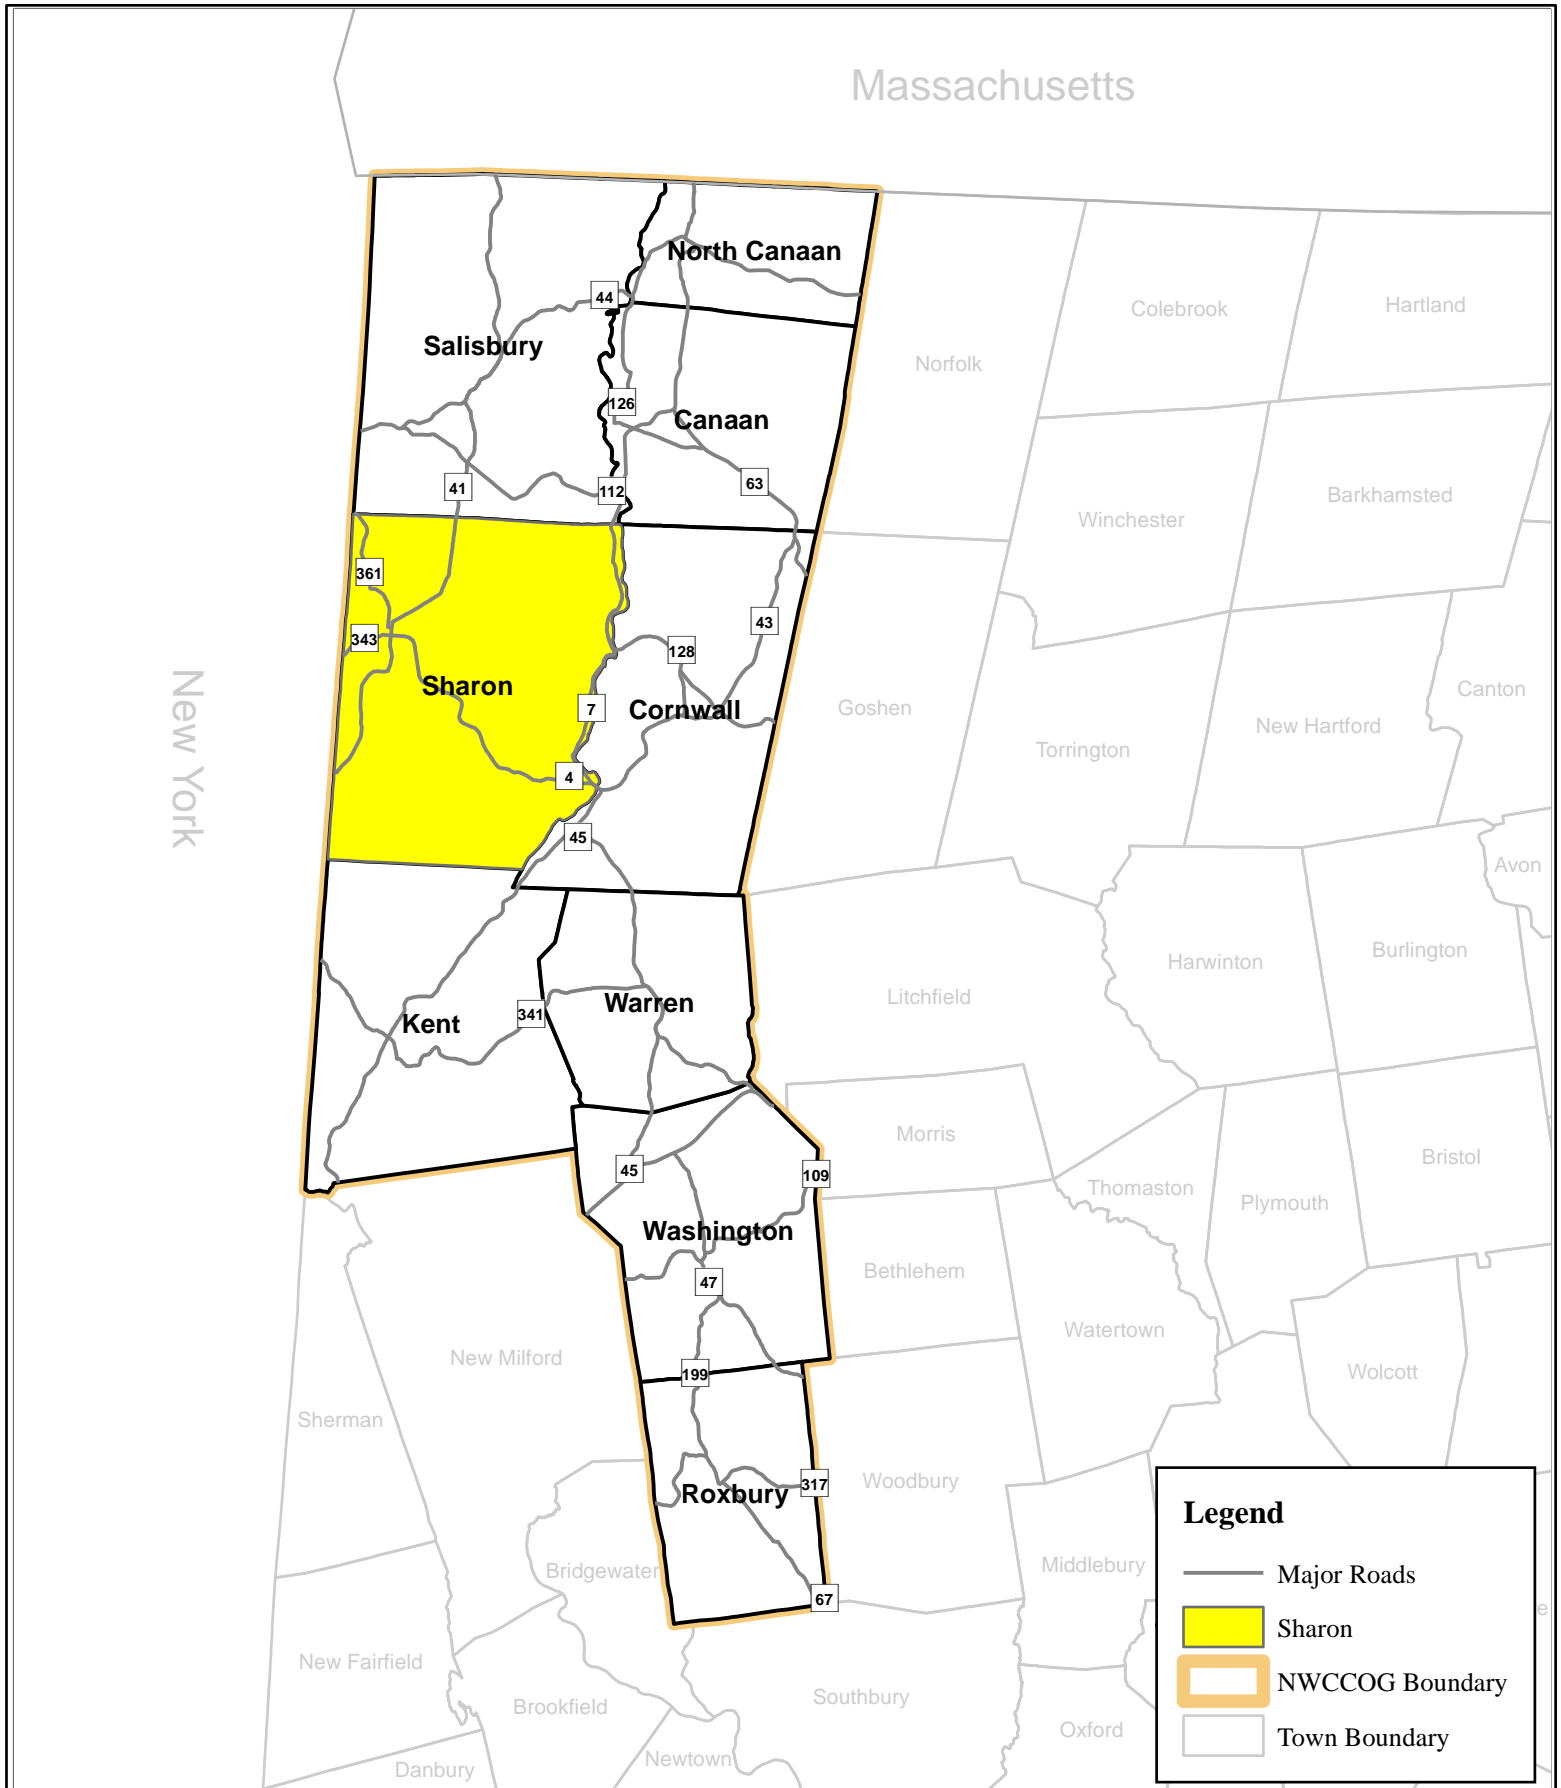 Massachusetts
North Canaan
44
Colebrook
Hartland
Salisbury
Norfolk
126
Canaan
41
112
63
Barkhamsted
Winchester
361
343
43
128
New York
Sharon
7
Cornwall
Goshen
Canton
New Hartford
Torrington
4
45
Avon
Burlington
Harwinton
Litchfield
Warren
341
Kent
Morris
Bristol
45
109
Thomaston
Plymouth
Washington
Bethlehem
47
Watertown
New Milford
199
Wolcott
Sherman
317
Woodbury
Roxbury
Legend
Middlebury
Bridgewater
Major Roads
67
e
Sharon
New Fairfield
NWCCOG Boundary
Southbury
Brookfield
Oxford
Town Boundary
Newtown
Danbury